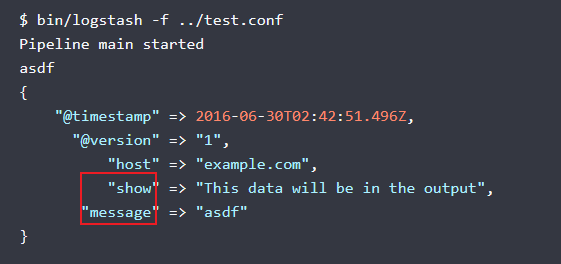 $ bin/logstash -f ../test.conf
Pipeline main started
asdf
{
    "@timestamp" => 2016-06-30T02:42:51.496Z,
      "@version" => "1",
          "host" => "example.com",
          "show" => "This data will be in the output",
       "message" => "asdf"
}